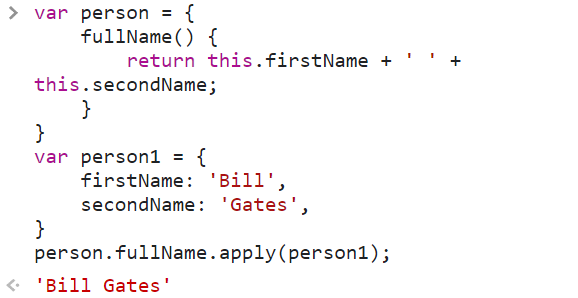 var person = {
    fullName() {
        return this.firstName + ' ' +
this.secondName;
    }
}
var person1 = {
    firstName: 'Bill',
    secondName: 'Gates',
}
person.fullName.apply(person1);
'Bill Gates'